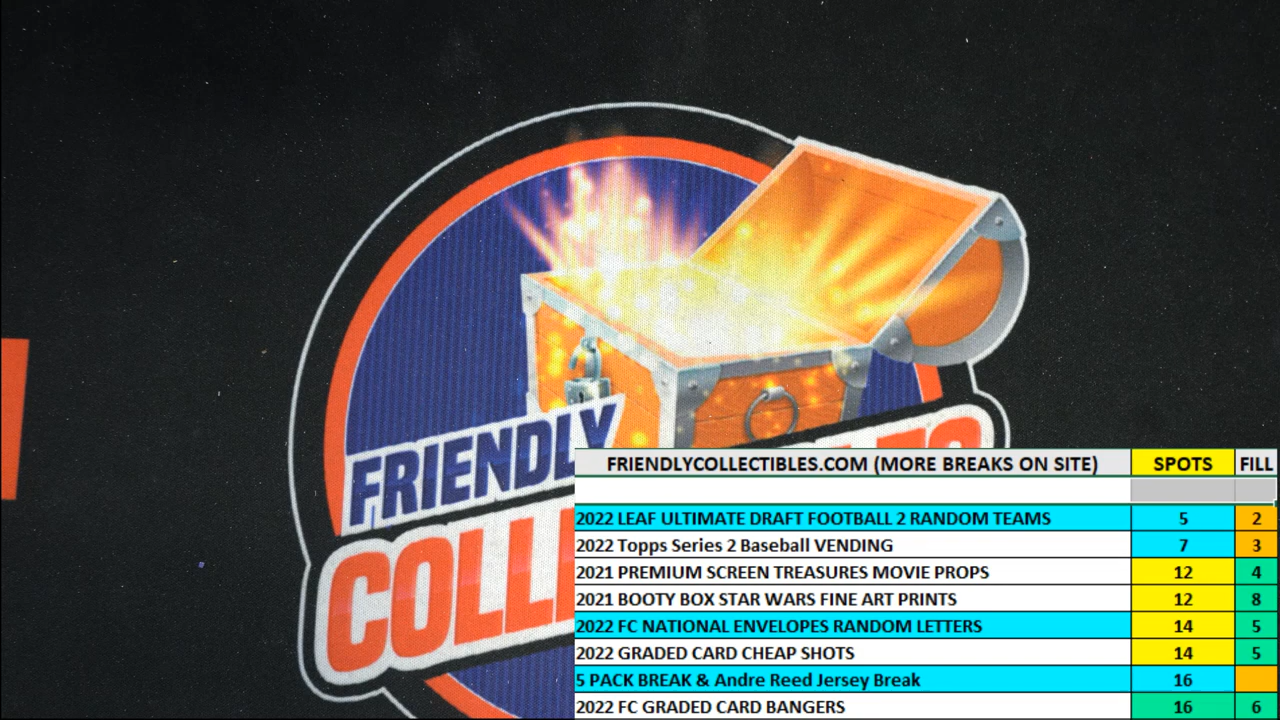 FRIENDLY
FRIENDLYCOLLECTIBLES.COM (MORE BREAKS ON SITE) SPOTS FILL
2022 LEAF ULTIMATE DRAFT FOOTBALL 2 RANDOM TEAMS 5 2
2022 Topps Series 2 Baseball VENDING 7 3
2021 PREMIUM SCREEN TREASURES MOVIE PROPS 12 4
2021 BOOTY BOX STAR WARS FINE ART PRINTS 12 8
2022 FC NATIONAL ENVELOPES RANDOM LETTERS 14 5
2022 GRADED CARD CHEAP SHOTS 14 5
5 PACK BREAK & Andre Reed Jersey Break 16
2022 FC GRADED CARD BANGERS 16 6